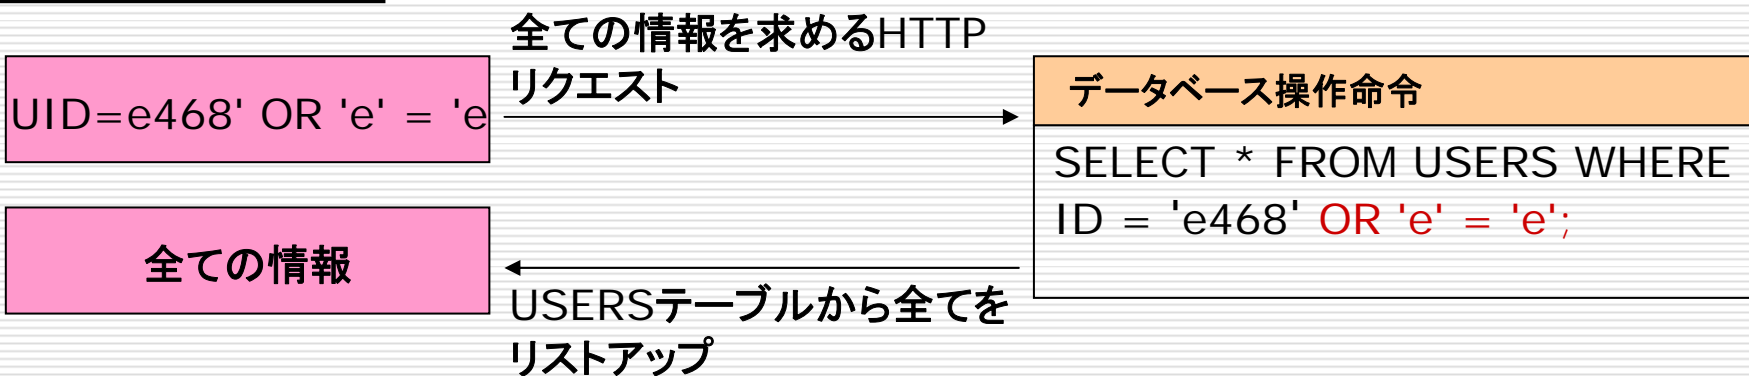 全ての情報を求めるHTTP
リクエスト
UID=e468' OR 'e' = 'e
データベース操作命令
SELECT * FROM USERS WHERE
ID = 'e468' OR 'e' = 'e';
全ての情報
USERSテーブルから全てを
リストアップ